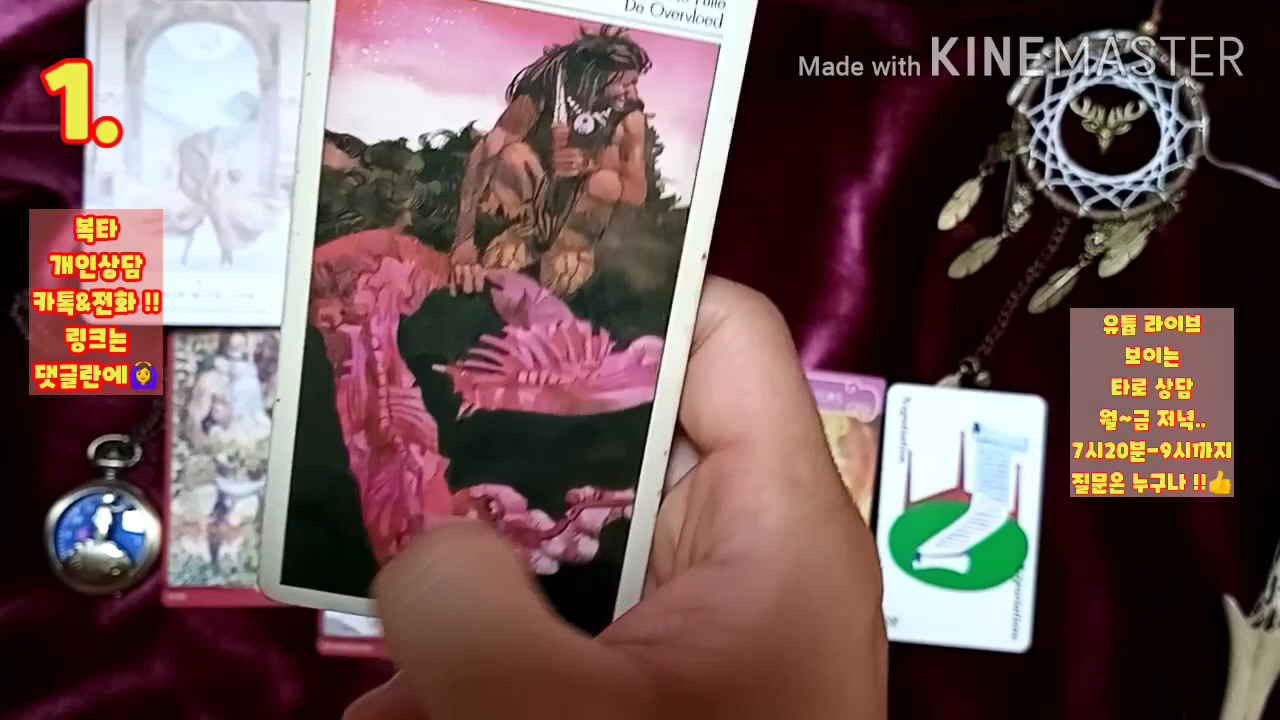 1.
복타
개인상담
카톡&전화 !!
링크는
댓글란에🙆‍♀️
De Overvloed
Made with KINEMASTER
Negotiation
유튭 라이브
보이는
타로 상담
월~금 저녁..
7시20분-9시까지
질문은 누구나 !!👍